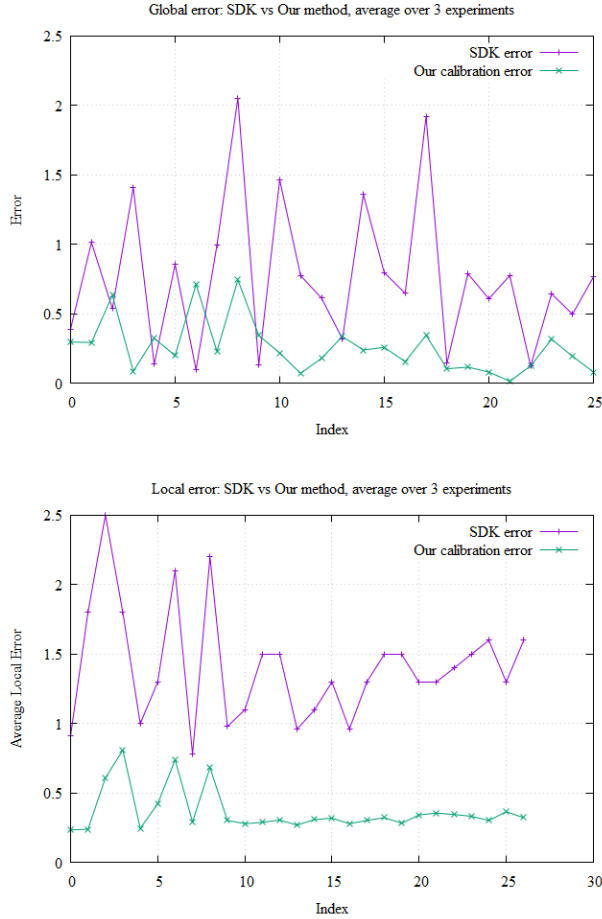 Global error: SDK vs Our method, average over 3 experiments
2.5
SDK error
Our calibration error
2
1.5
Error
1
0.5
0
0 5 10 15 20 25
Index
Local error: SDK vs Our method, average over 3 experiments
2.5
SDK error
Our calibration error
2
1.5
Average Local Error
1
0.5
0
0 5 10 15 20 25 30
Index